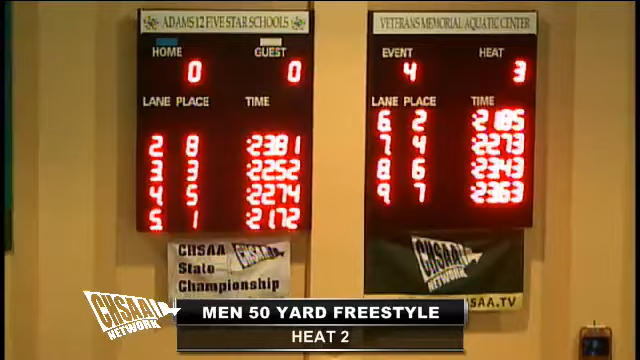 ADAMS 12 FIVE STAR SCHOOLS
HOME GUEST
0 0
LANE PLACE TIME
2 8 :2381
3 3 :2252
4 5 :2274
5 1 :2172
VETERANS MEMORIAL AQUATIC CENTER
EVENT HEAT
4 3
LANE PLACE TIME
6 2 :2185
7 4 :2273
8 6 :2343
9 7 :2363
CHSAA
State
Championship
CHSAA!
NETWORK
SAA.TV
CHSAA!
NETWORK
MEN 50 YARD FREESTYLE
HEAT 2